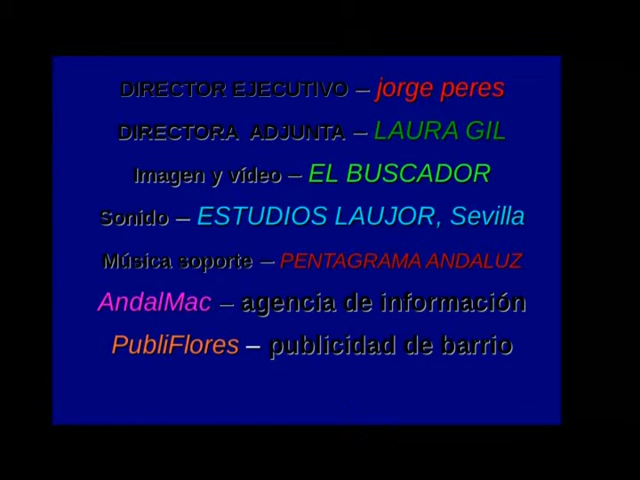 DIRECTOR EJECUTIVO – jorge peres
DIRECTORA ADJUNTA – LAURA GIL
Imagen y vídeo – EL BUSCADOR
Sonido – ESTUDIOS LAUJOR, Sevilla
Música soporte – PENTAGRAMA ANDALUZ
AndalMac – agencia de información
PubliFlores – publicidad de barrio